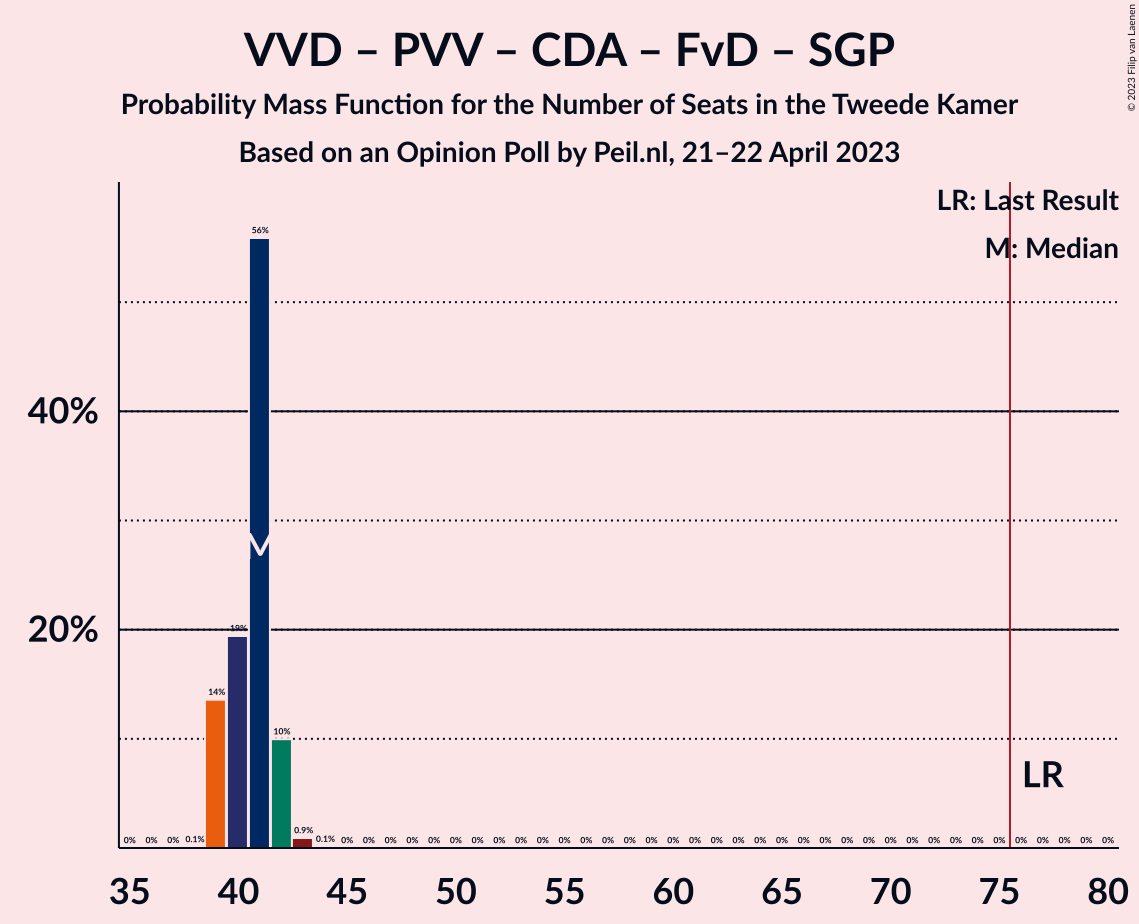 VVD – PVV – CDA – FvD – SGP
Probability Mass Function for the Number of Seats in the Tweede Kamer
Based on an Opinion Poll by Peil.nl, 21–22 April 2023
© 2023 Filip van Laenen
LR: Last Result
M: Median
56%
40%
20%
19%
14%
10%
LR
0% 0% 0% 0.1% 0.9% 0.1% 0% 0% 0% 0% 0% 0% 0% 0% 0% 0% 0% 0% 0% 0% 0% 0% 0% 0% 0% 0% 0% 0% 0% 0% 0% 0% 0% 0% 0% 0% 0% 0% 0% 0% 0% 0%
35 40 45 50 55 60 65 70 75 80